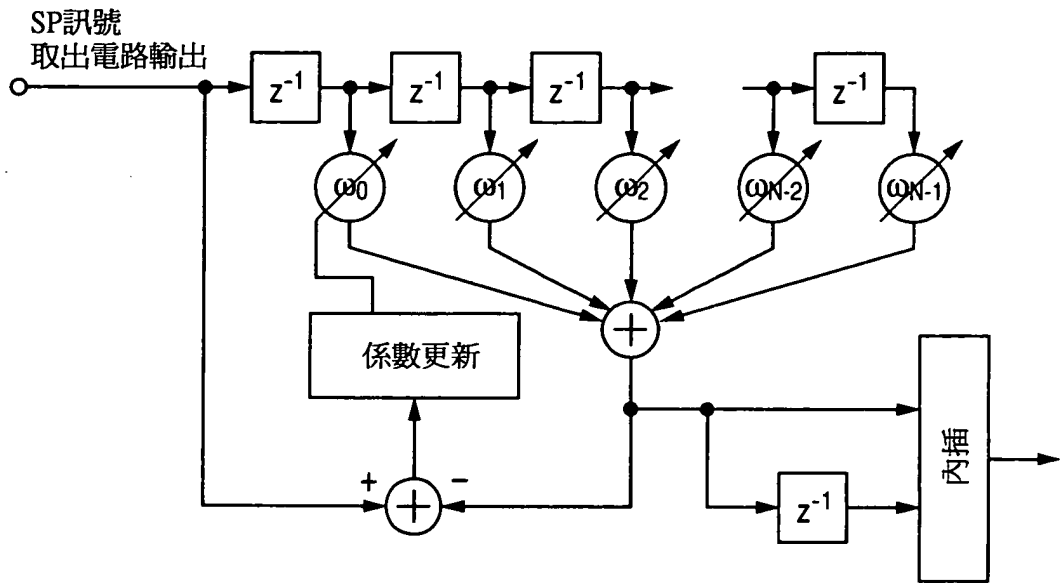 SP訊號
取出電路輸出
z⁻¹ z⁻¹ z⁻¹ z⁻¹
ω₀ ω₁ ω₂ ωN-2 ωN-1
+
係數更新
內插
+ −
+
z⁻¹